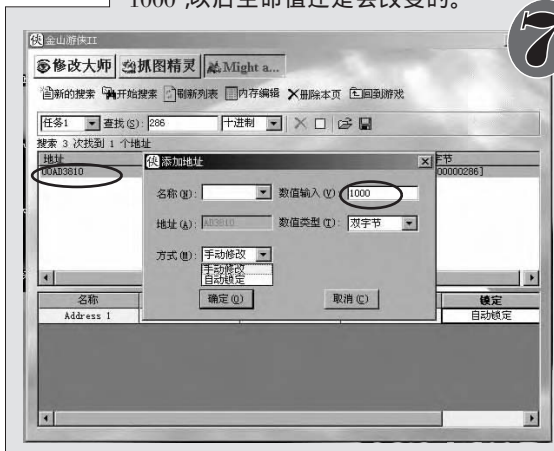 1000",以后生命值还是会改变的。
7
金山游侠II
修改大师 抓图精灵 Might a...
新的搜索 开始搜索 刷新列表 内存编辑 删除本页 回到游戏
任务1 查找(S): 286 十进制
搜索 3 次找到 1 个地址
地址 字节
00AD3810 00000286]
添加地址
名称(N): 数值输入(V): 1000
地址(A): AD3810 数值类型(T): 双字节
方式(M): 手动修改
手动修改
自动锁定
确定(O) 取消(C)
名称 锁定
Address 1 自动锁定